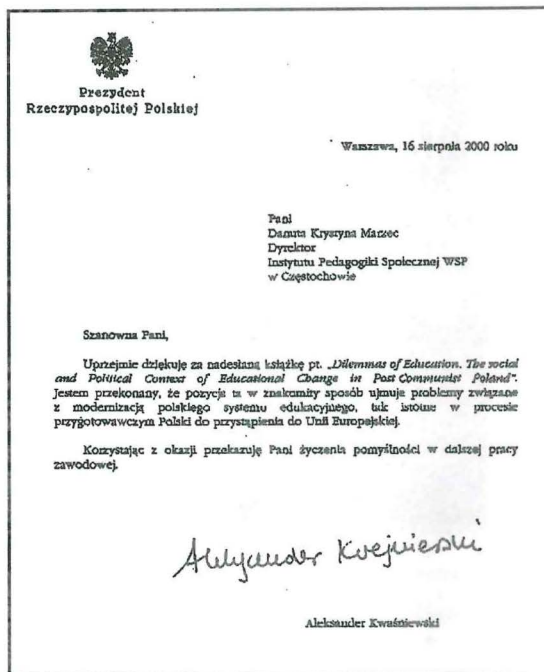 Prezydent
Rzeczypospolitej Polskiej
Warszawa, 16 sierpnia 2000 roku
Pani
Danuta Krystyna Marzec
Dyrektor
Instytutu Pedagogiki Społecznej WSP
w Częstochowie
Szanowna Pani,
Uprzejmie dziękuję za nadesłaną książkę pt. „Dilemmas of Education. The social
and Political Context of Educational Change in Post Communist Poland”.
Jestem przekonany, że pozycja ta w znakomity sposób ujmuje problemy związane
z modernizacją polskiego systemu edukacyjnego, tak istotne w procesie
przygotowawczym Polski do przystąpienia do Unii Europejskiej.
Korzystając z okazji przekazuję Pani życzenia pomyślności w dalszej pracy
zawodowej.
Aleksander Kwaśniewski
Aleksander Kwaśniewski